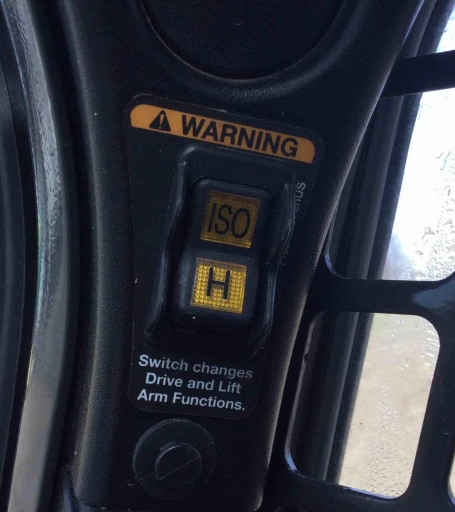 WARNING
ISO
H
Switch changes
Drive and Lift
Arm Functions.